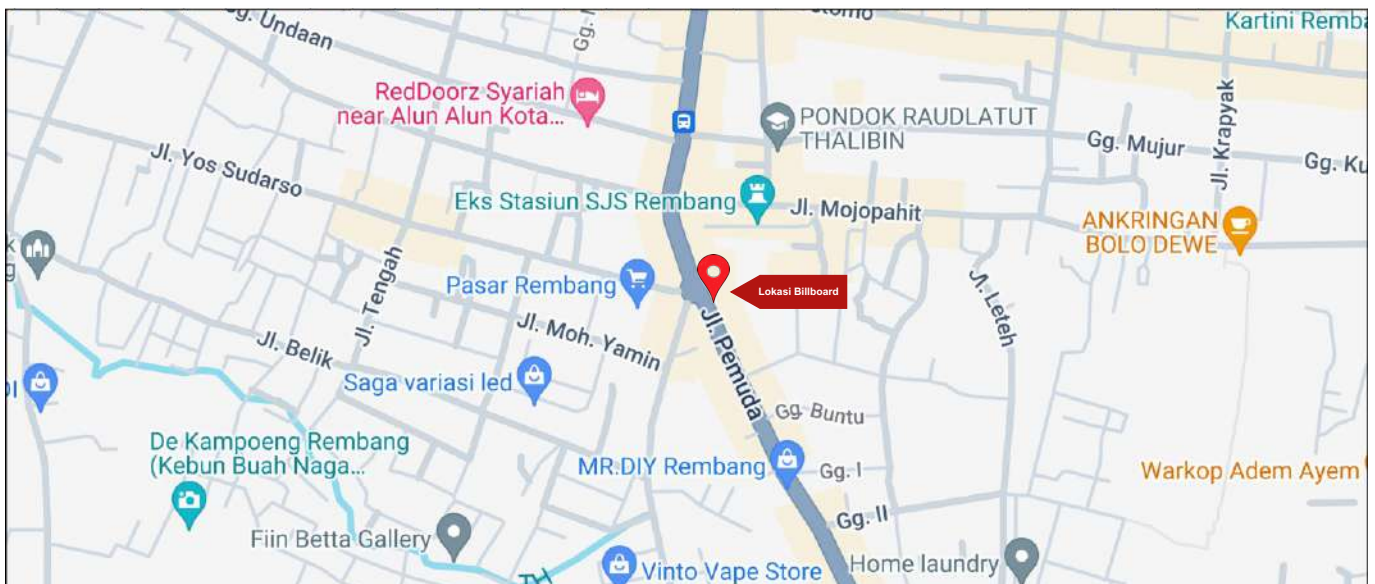 Kartini Remba
Gg. Undaan
RedDoorz Syariah
near Alun Alun Kota...
PONDOK RAUDLATUT
THALIBIN
Gg. Mujur
Jl. Krapyak
Gg. Ku
Jl. Yos Sudarso
Eks Stasiun SJS Rembang
Jl. Mojopahit
ANKRINGAN
BOLO DEWE
Jl. Tengah
Pasar Rembang
Lokasi Billboard
Jl. Leteh
Jl. Moh. Yamin
Jl. Pemuda
Jl. Belik
Saga variasi led
Gg. Buntu
De Kampoeng Rembang
(Kebun Buah Naga...
MR.DIY Rembang
Gg. I
Warkop Adem Ayem
Gg. II
Fiin Betta Gallery
Vinto Vape Store
Home laundry